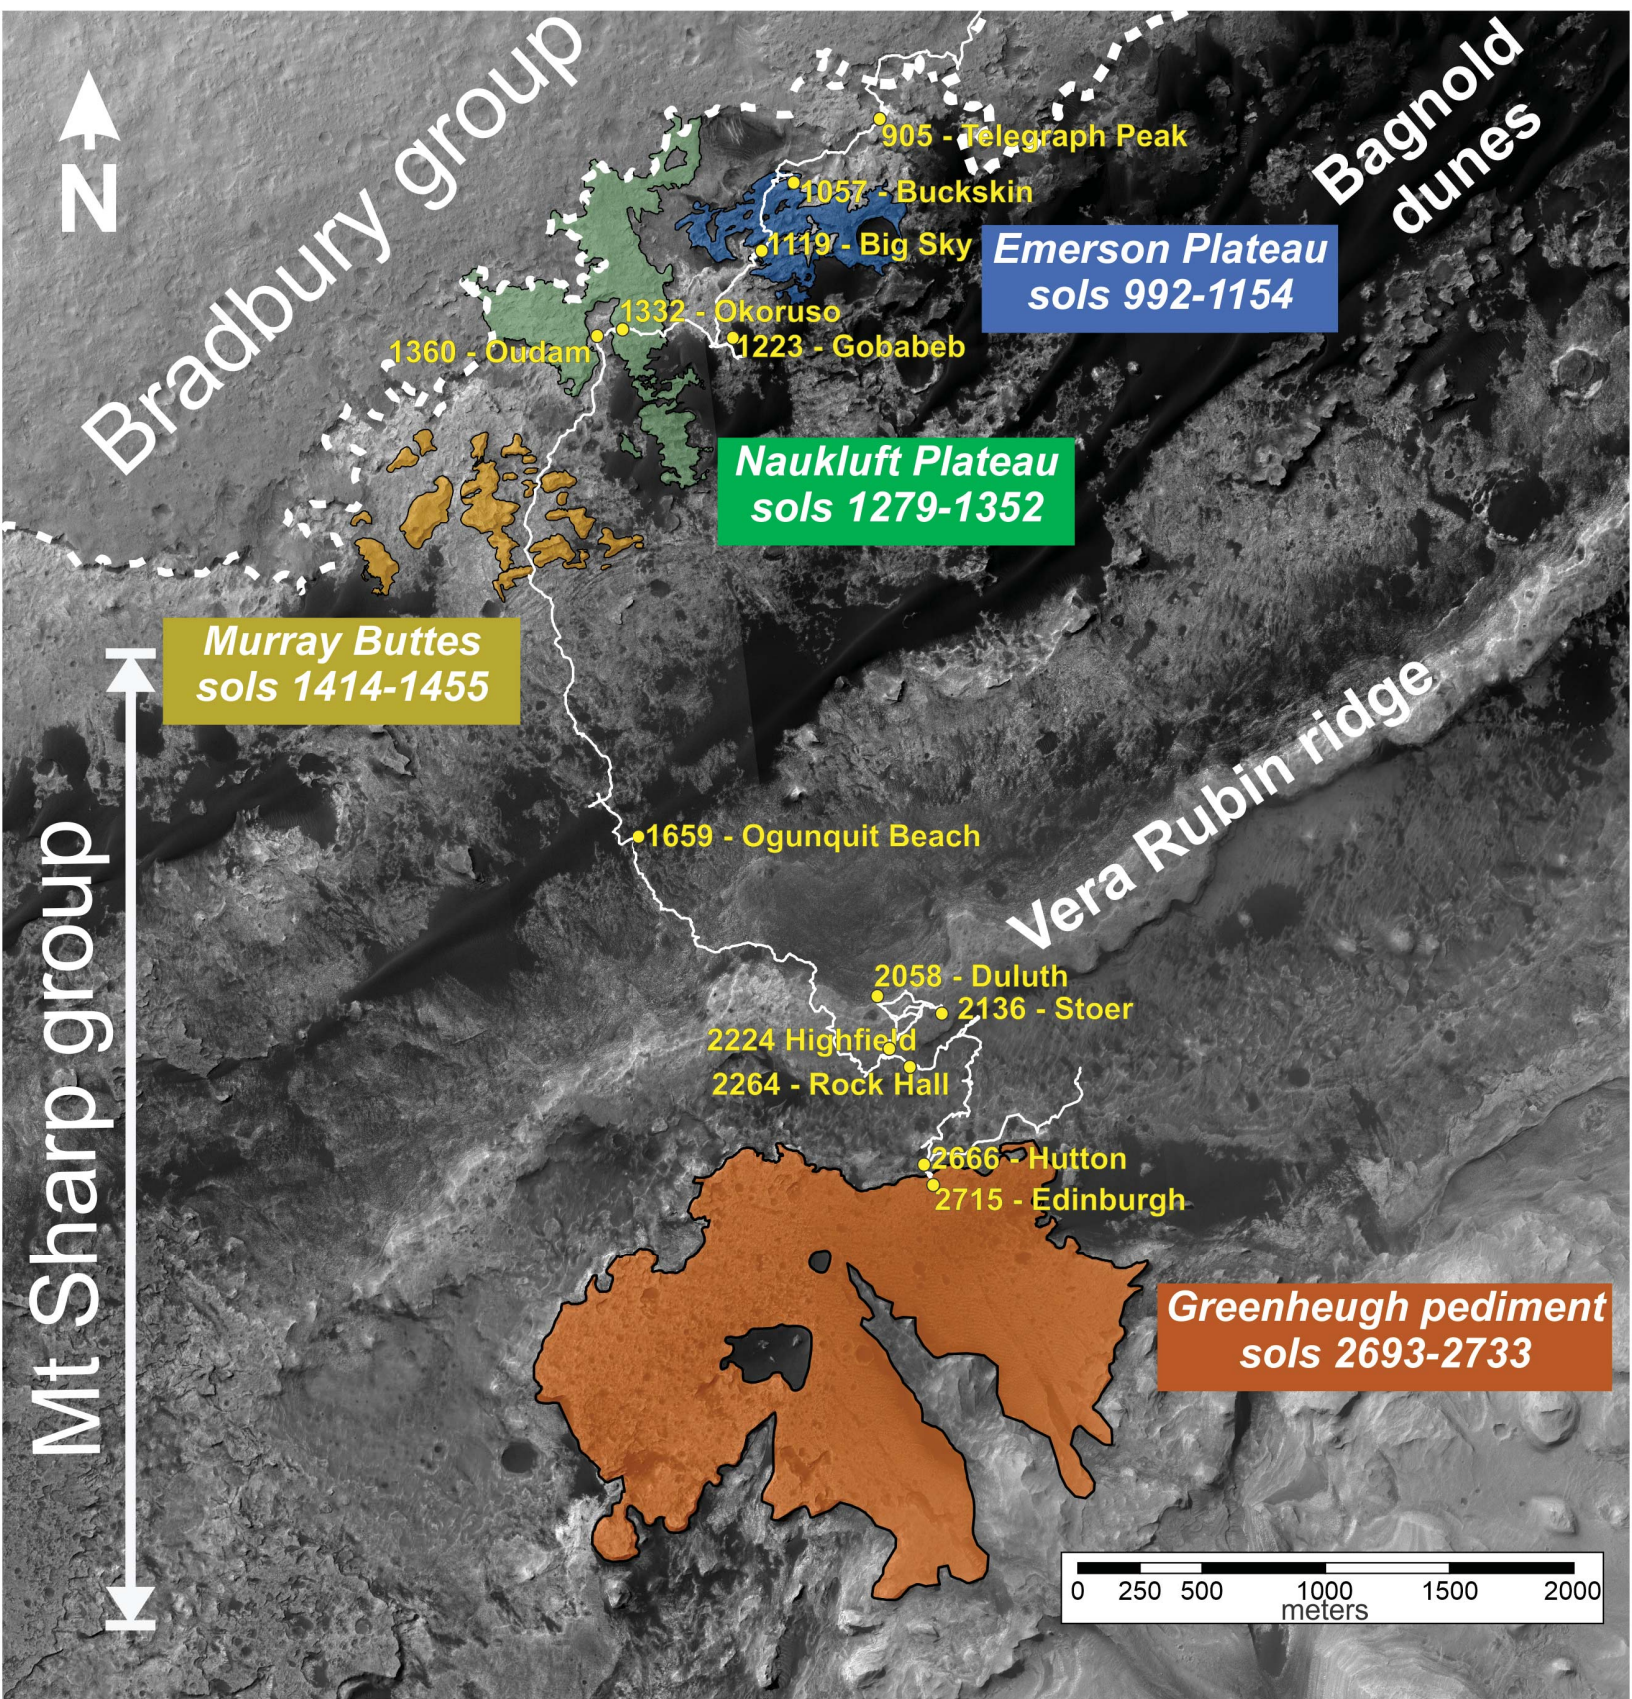 Bradbury group
N
Bagnold
dunes
905 - Telegraph Peak
1057 - Buckskin
1119 - Big Sky
Emerson Plateau
sols 992-1154
1332 - Okoruso
1360 - Oudam
1223 - Gobabeb
Naukluft Plateau
sols 1279-1352
Murray Buttes
sols 1414-1455
Mt Sharp group
Vera Rubin ridge
1659 - Ogunquit Beach
2058 - Duluth
2136 - Stoer
2224 Highfield
2264 - Rock Hall
2666 - Hutton
2715 - Edinburgh
Greenheugh pediment
sols 2693-2733
0 250 500 1000 1500 2000
meters